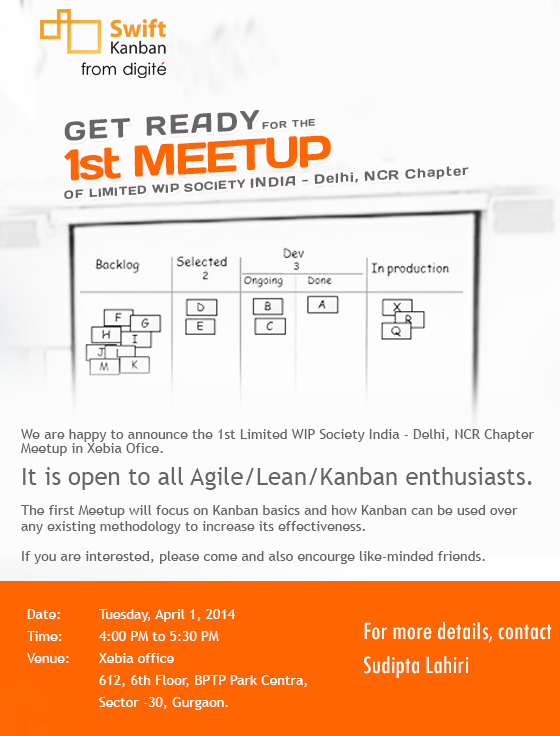 Swift
Kanban
from digité
GET READY FOR THE
1st MEETUP
OF LIMITED WIP SOCIETY INDIA - Delhi, NCR Chapter
Backlog
Selected
2
Dev
3
Ongoing
Done
In production
F
G
H
I
J
M
K
D
E
B
C
A
X
R
Q
We are happy to announce the 1st Limited WIP Society India - Delhi, NCR Chapter
Meetup in Xebia Ofice.
It is open to all Agile/Lean/Kanban enthusiasts.
The first Meetup will focus on Kanban basics and how Kanban can be used over
any existing methodology to increase its effectiveness.
If you are interested, please come and also encourge like-minded friends.
Date: Tuesday, April 1, 2014
Time: 4:00 PM to 5:30 PM
Venue: Xebia office
612, 6th Floor, BPTP Park Centra,
Sector -30, Gurgaon.
For more details, contact
Sudipta Lahiri